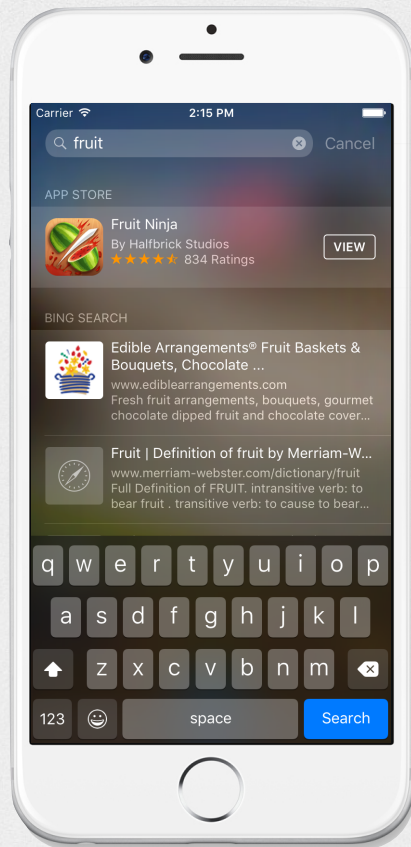 Carrier 2:15 PM
fruit Cancel
APP STORE
Fruit Ninja
By Halfbrick Studios
834 Ratings
VIEW
BING SEARCH
Edible Arrangements® Fruit Baskets &
Bouquets, Chocolate ...
www.ediblearrangements.com
Fresh fruit arrangements, bouquets, gourmet
chocolate dipped fruit and chocolate cover...
Fruit | Definition of fruit by Merriam-W...
www.merriam-webster.com/dictionary/fruit
Full Definition of FRUIT. intransitive verb: to
bear fruit . transitive verb: to cause to bear...
q w e r t y u i o p
a s d f g h j k l
z x c v b n m
123 space Search